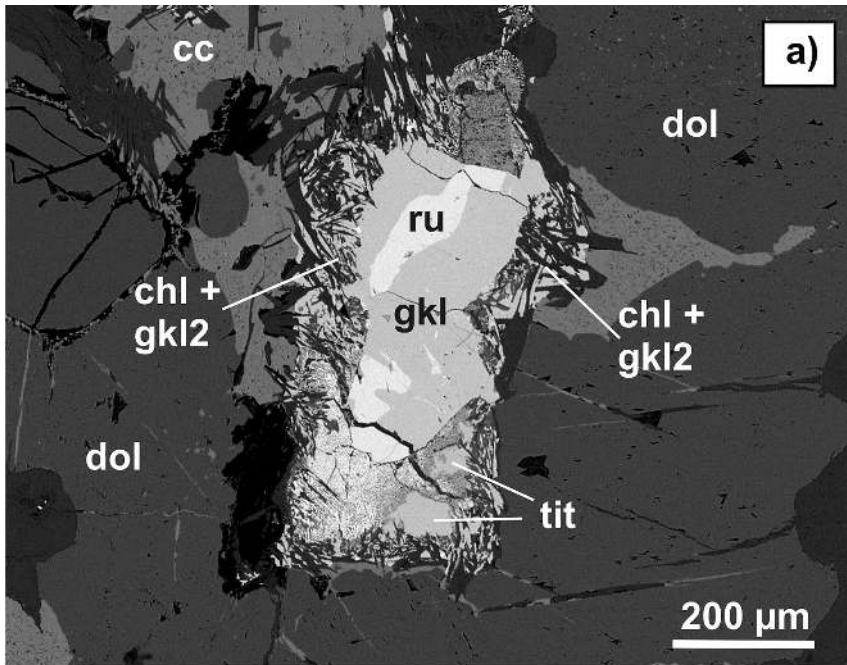 cc
a)
dol
ru
chl +
gkl2
gkl
chl +
gkl2
dol
tit
200 µm